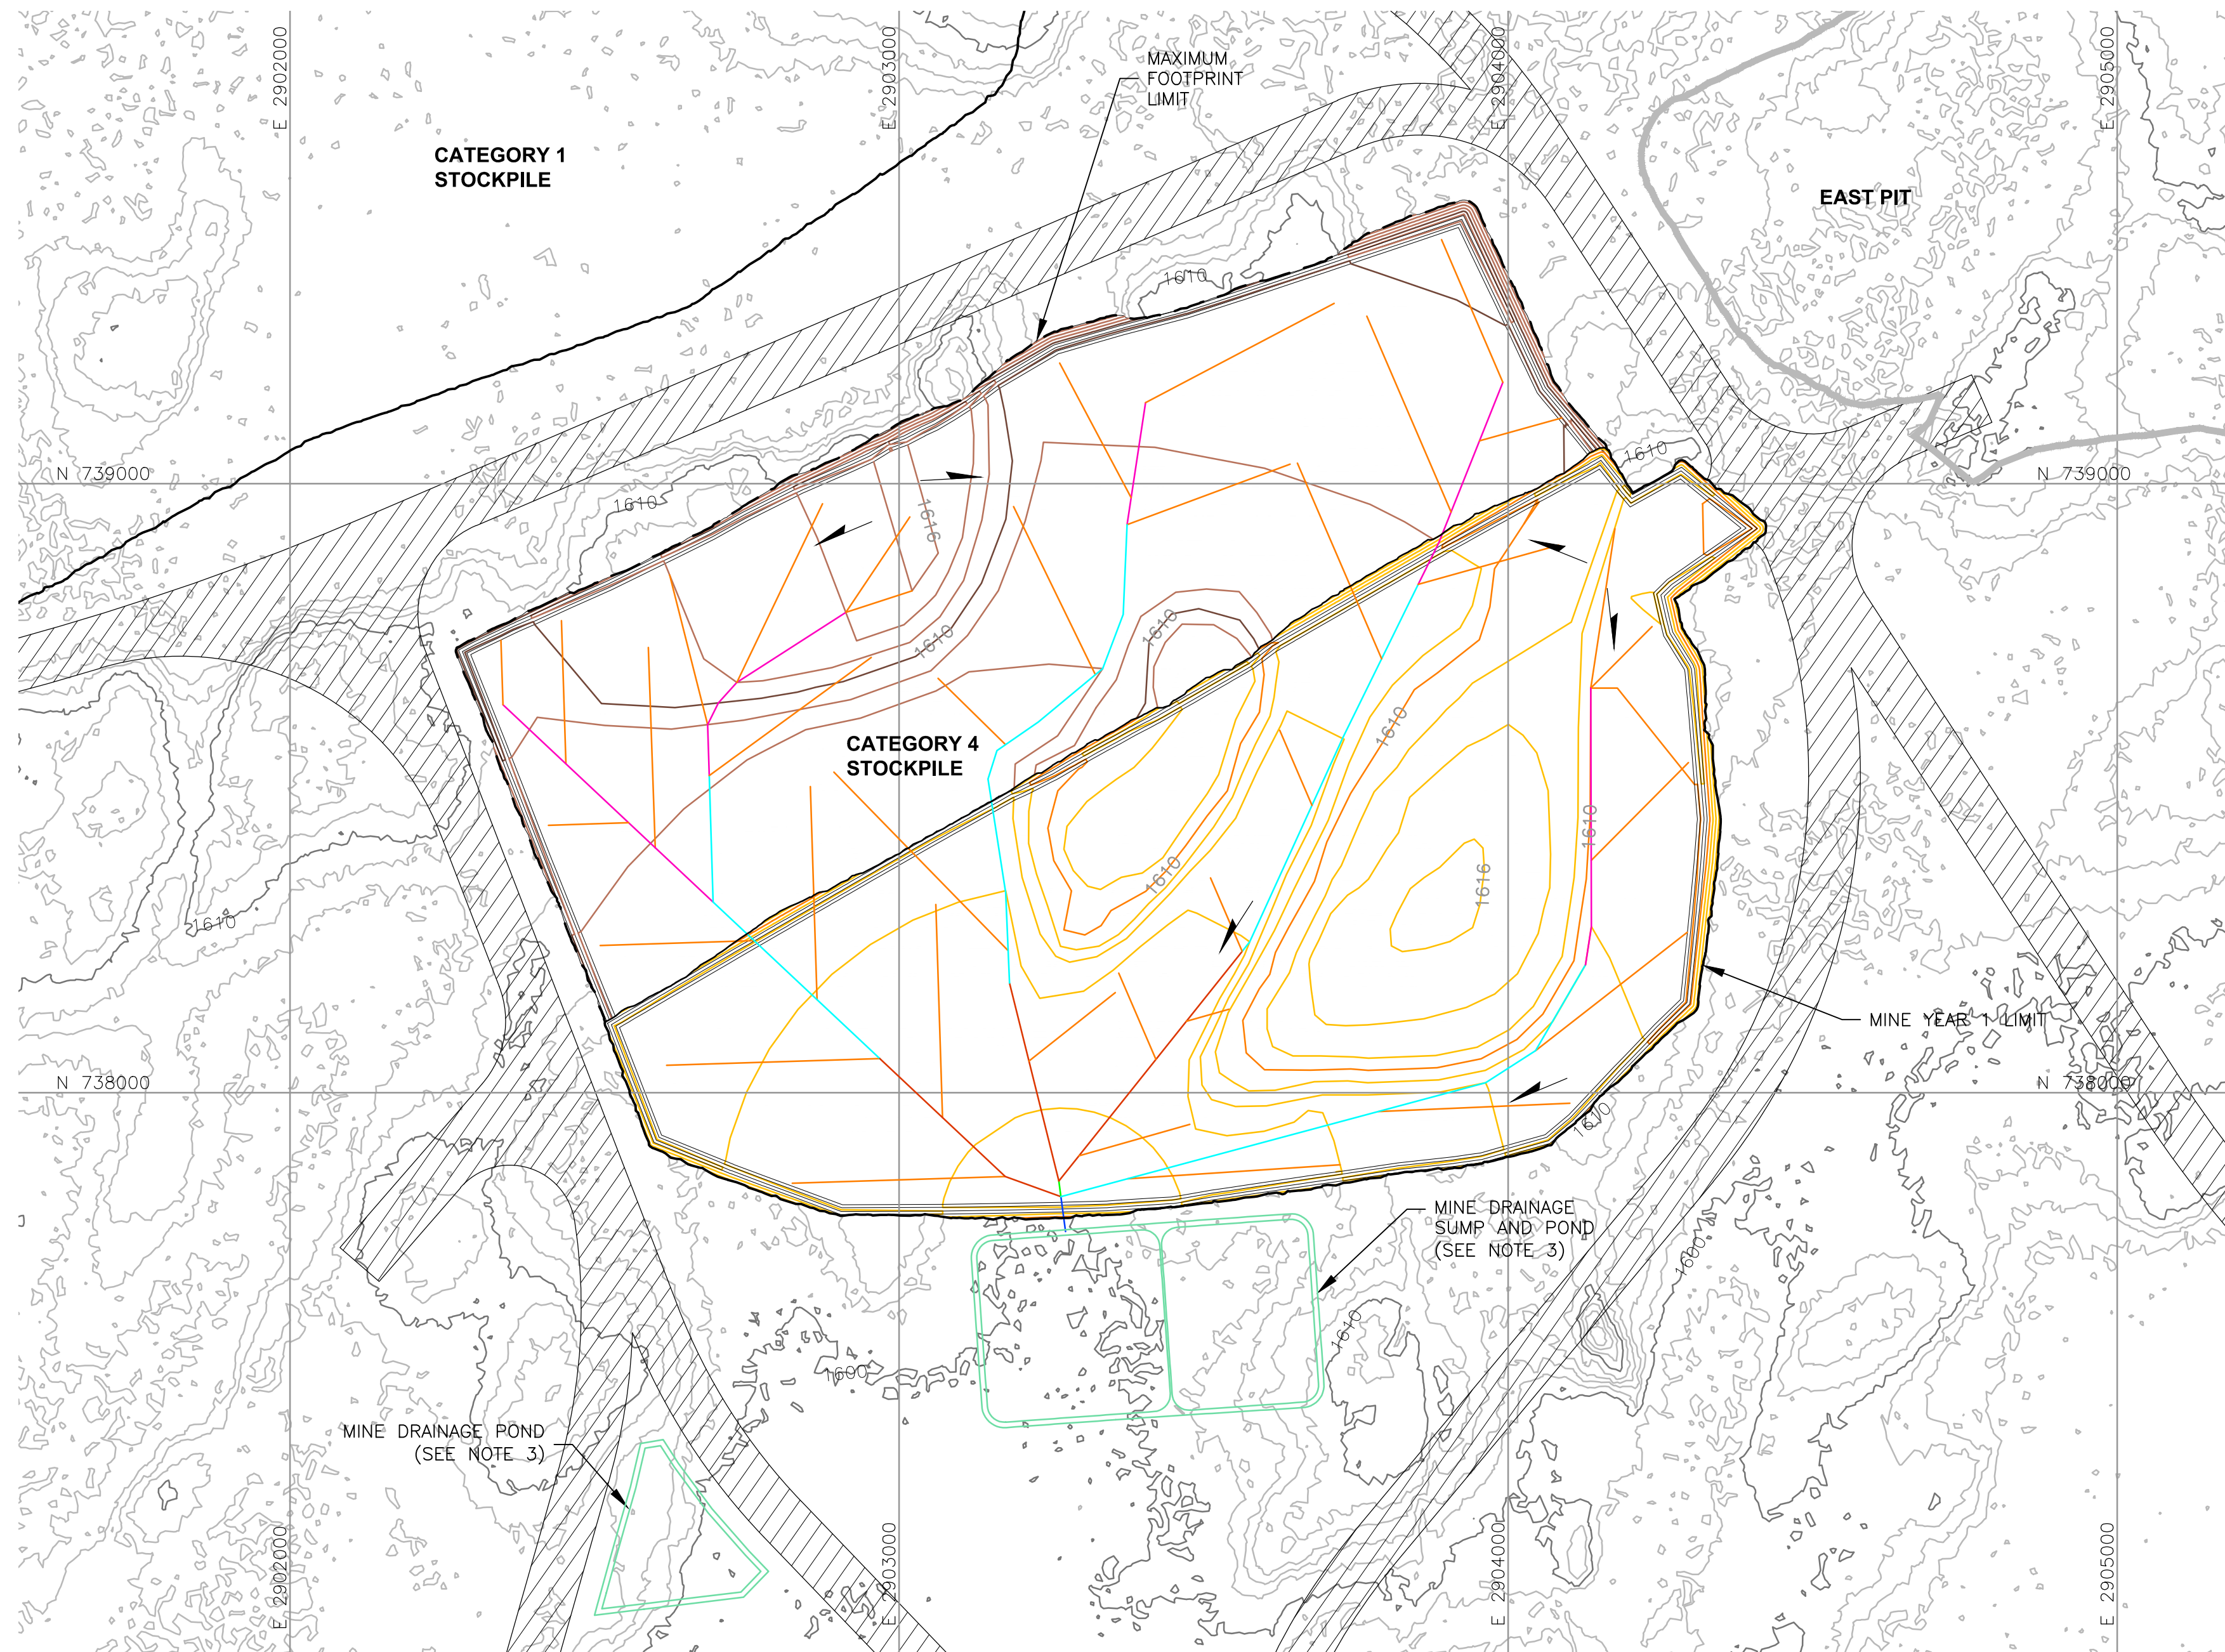 E 2902000
E 2903000
E 2904000
E 2905000
MAXIMUM
FOOTPRINT
LIMIT
CATEGORY 1
STOCKPILE
EAST PIT
1610
1610
N 739000
N 739000
1610
1616
1610
1610
1610
CATEGORY 4
STOCKPILE
1610
1610
1616
1610
MINE YEAR 1 LIMIT
N 738000
N 738000
1610
MINE DRAINAGE
SUMP AND POND
(SEE NOTE 3)
1600
1610
1600
MINE DRAINAGE POND
(SEE NOTE 3)
E 2902000
E 2903000
E 2904000
E 2905000